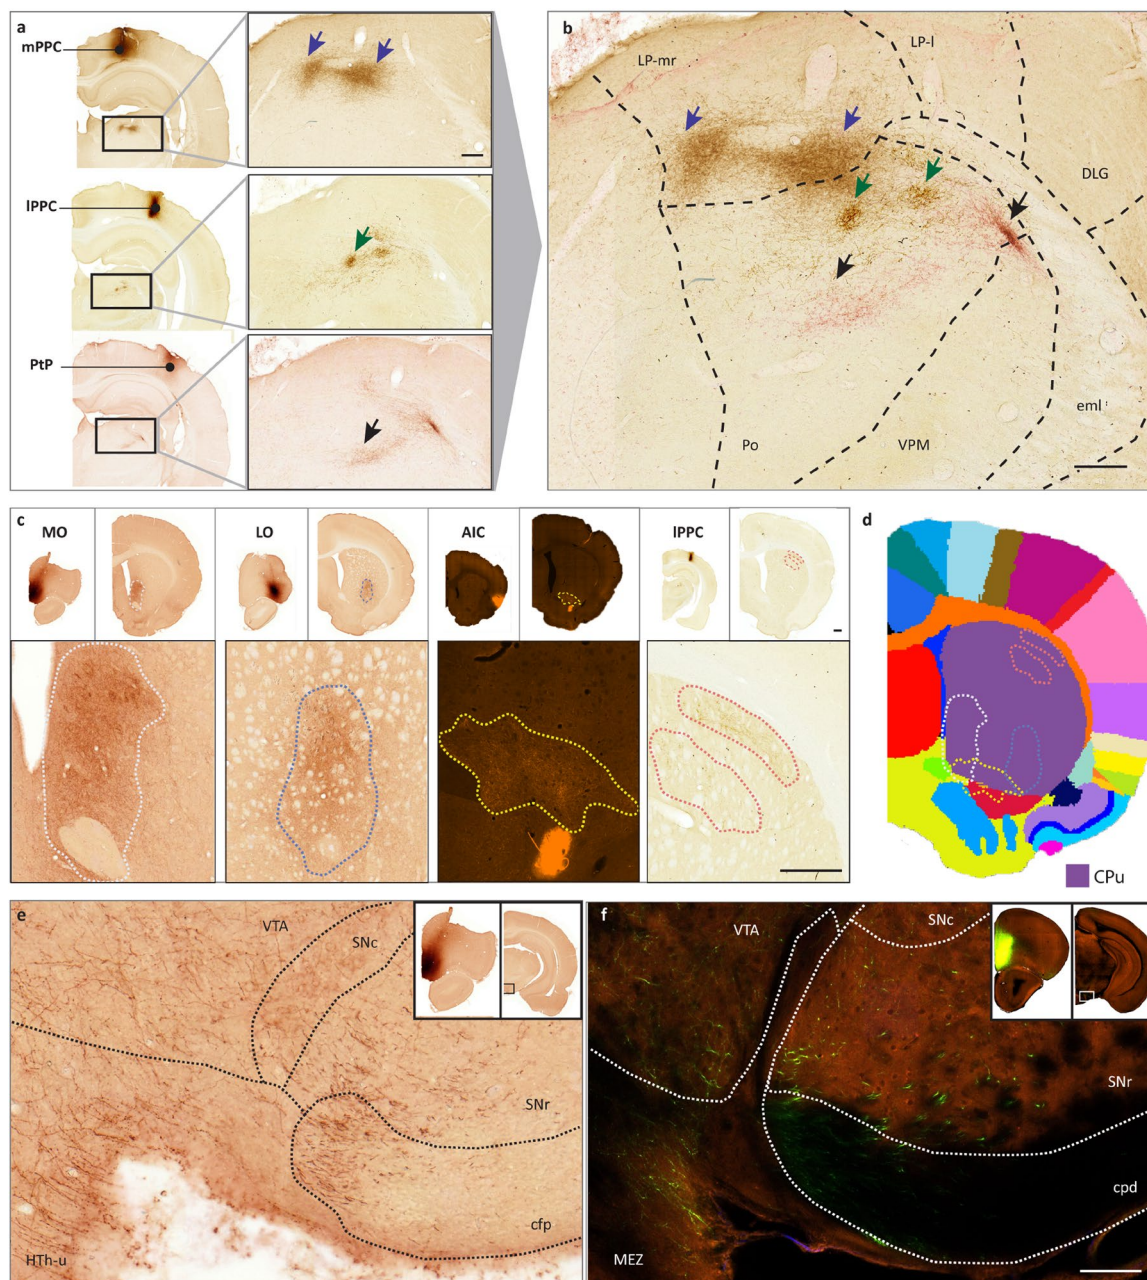 a
mPPC
lPPC
PtP
b
LP-mr
LP-l
DLG
Po
VPM
eml
c
MO
LO
AIC
lPPC
d
CPu
e
VTA
SNc
SNr
cfp
HTh-u
f
VTA
SNc
SNr
cpd
MEZ